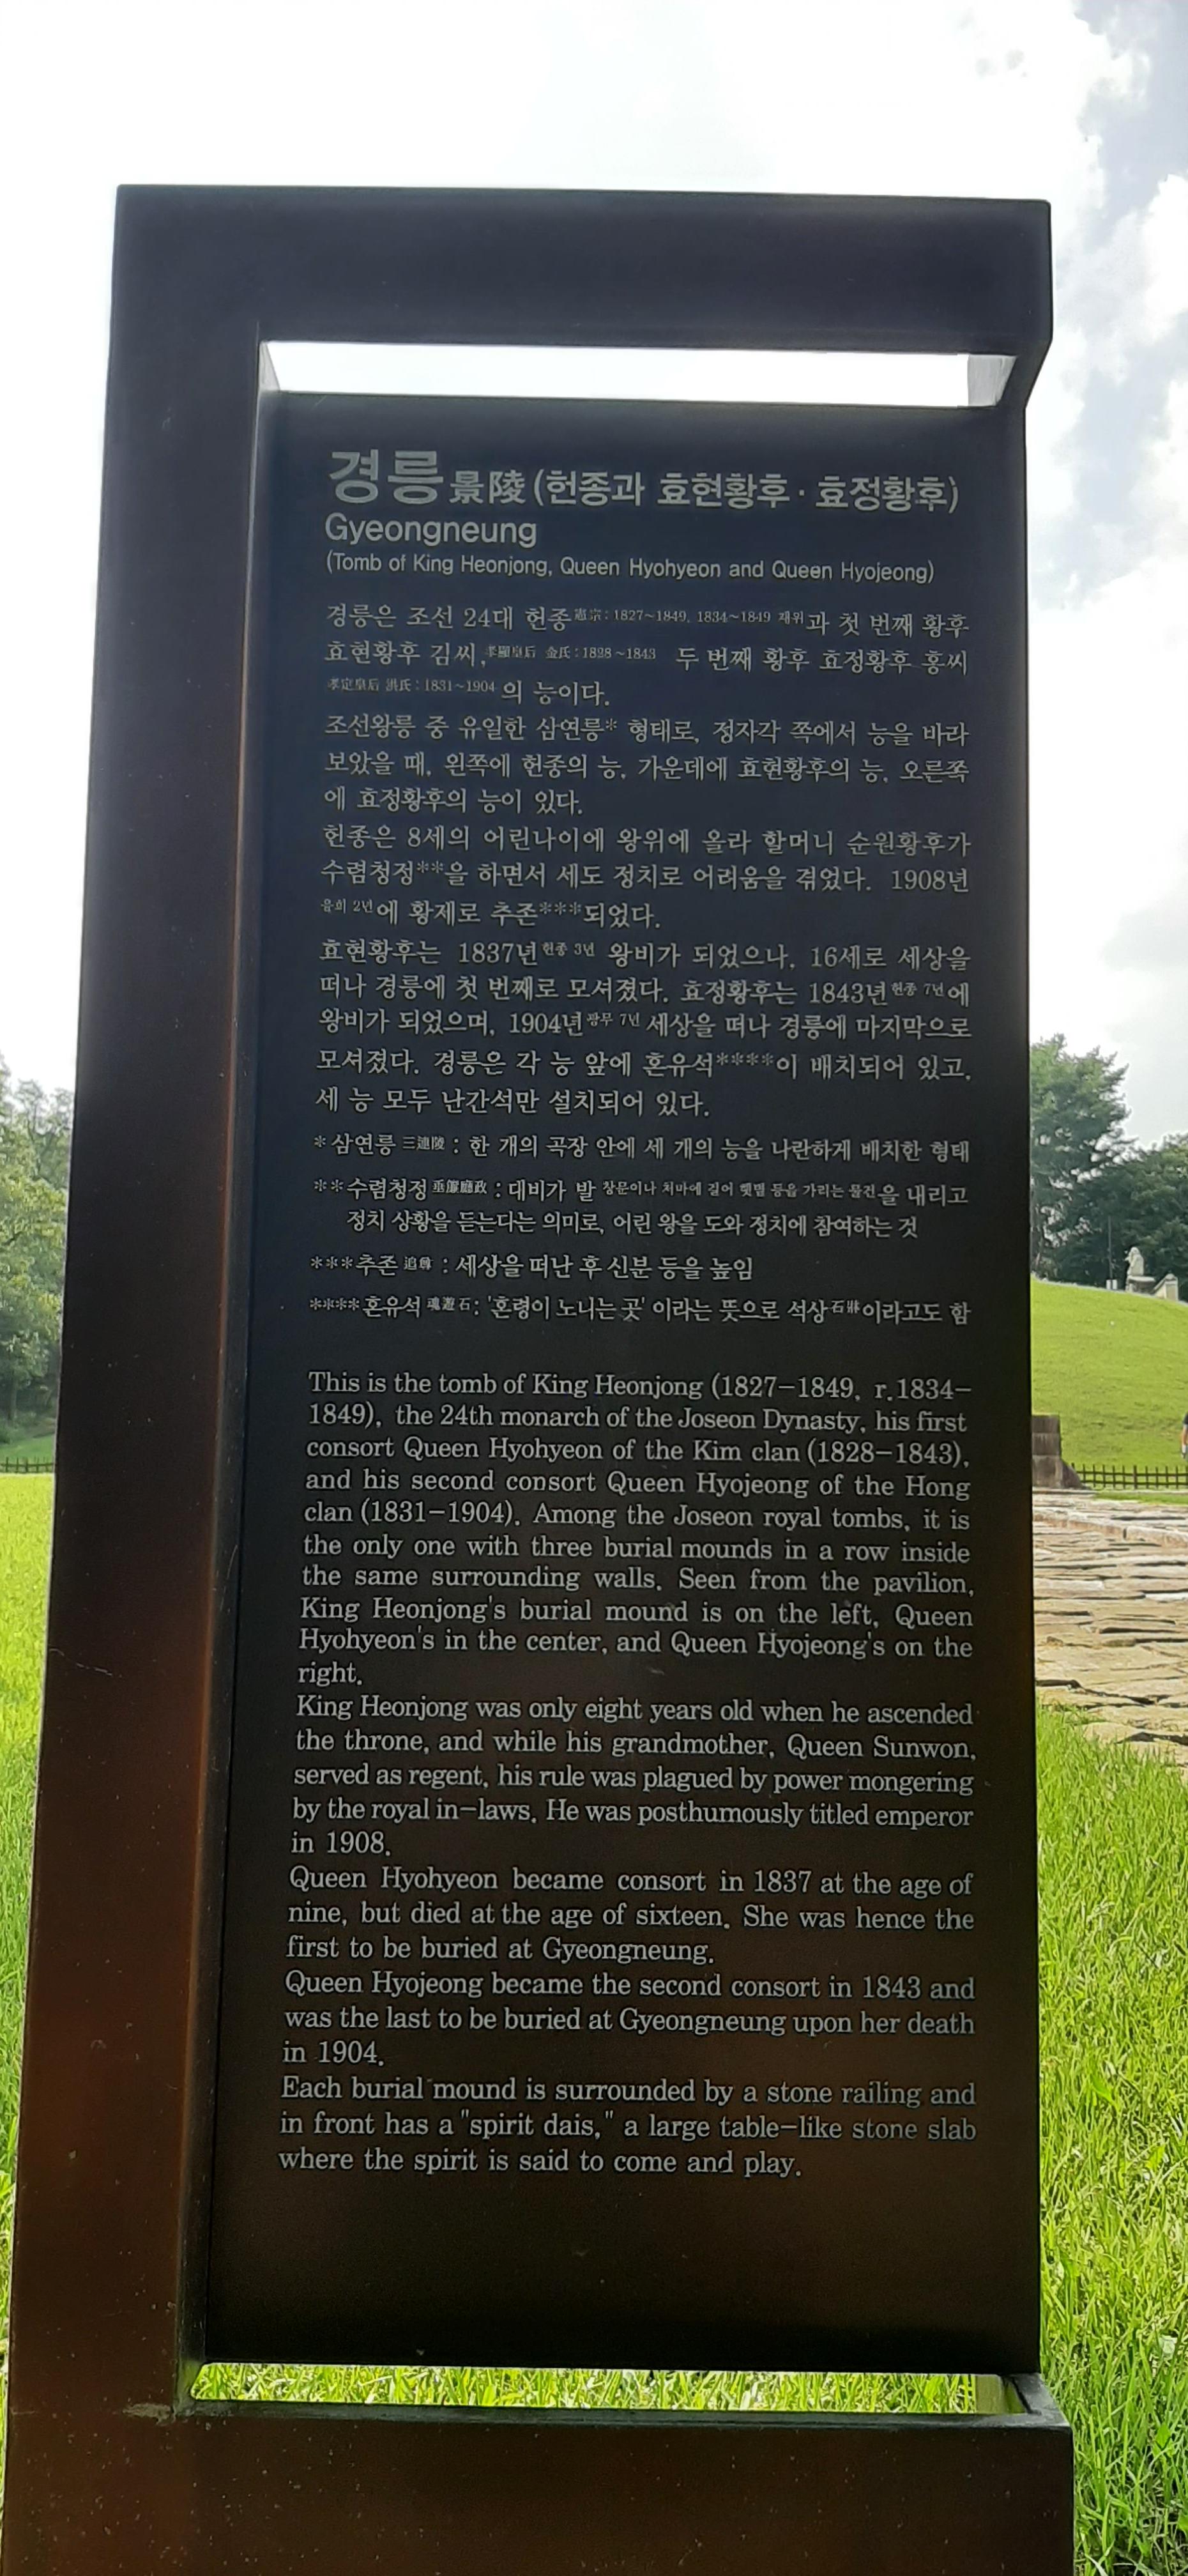 경릉 景陵 (헌종과 효현황후 · 효정황후)
Gyeongneung
(Tomb of King Heonjong, Queen Hyohyeon and Queen Hyojeong)
경릉은 조선 24대 헌종憲宗: 1827~1849, 1834~1849 재위과 첫 번째 황후
효현황후 김씨,孝顯皇后 金氏: 1828~1843 두 번째 황후 효정황후 홍씨
孝定皇后 洪氏: 1831~1904 의 능이다.
조선왕릉 중 유일한 삼연릉* 형태로, 정자각 쪽에서 능을 바라
보았을 때, 왼쪽에 헌종의 능, 가운데에 효현황후의 능, 오른쪽
에 효정황후의 능이 있다.
헌종은 8세의 어린나이에 왕위에 올라 할머니 순원황후가
수렴청정**을 하면서 세도 정치로 어려움을 겪었다. 1908년
융희 2년에 황제로 추존***되었다.
효현황후는 1837년헌종 3년 왕비가 되었으나, 16세로 세상을
떠나 경릉에 첫 번째로 모셔졌다. 효정황후는 1843년헌종 7년에
왕비가 되었으며, 1904년광무 7년 세상을 떠나 경릉에 마지막으로
모셔졌다. 경릉은 각 능 앞에 혼유석****이 배치되어 있고,
세 능 모두 난간석만 설치되어 있다.
* 삼연릉 三連陵 : 한 개의 곡장 안에 세 개의 능을 나란하게 배치한 형태
** 수렴청정 垂簾廳政 : 대비가 발 창문이나 처마에 걸어 햇볕 등을 가리는 물건을 내리고
정치 상황을 듣는다는 의미로, 어린 왕을 도와 정치에 참여하는 것
*** 추존 追尊 : 세상을 떠난 후 신분 등을 높임
**** 혼유석 魂遊石 : '혼령이 노니는 곳' 이라는 뜻으로 석상石牀이라고도 함
This is the tomb of King Heonjong (1827–1849, r.1834–
1849), the 24th monarch of the Joseon Dynasty, his first
consort Queen Hyohyeon of the Kim clan (1828–1843),
and his second consort Queen Hyojeong of the Hong
clan (1831–1904). Among the Joseon royal tombs, it is
the only one with three burial mounds in a row inside
the same surrounding walls. Seen from the pavilion,
King Heonjong's burial mound is on the left, Queen
Hyohyeon's in the center, and Queen Hyojeong's on the
right.
King Heonjong was only eight years old when he ascended
the throne, and while his grandmother, Queen Sunwon,
served as regent, his rule was plagued by power mongering
by the royal in-laws. He was posthumously titled emperor
in 1908.
Queen Hyohyeon became consort in 1837 at the age of
nine, but died at the age of sixteen. She was hence the
first to be buried at Gyeongneung.
Queen Hyojeong became the second consort in 1843 and
was the last to be buried at Gyeongneung upon her death
in 1904.
Each burial mound is surrounded by a stone railing and
in front has a "spirit dais," a large table-like stone slab
where the spirit is said to come and play.